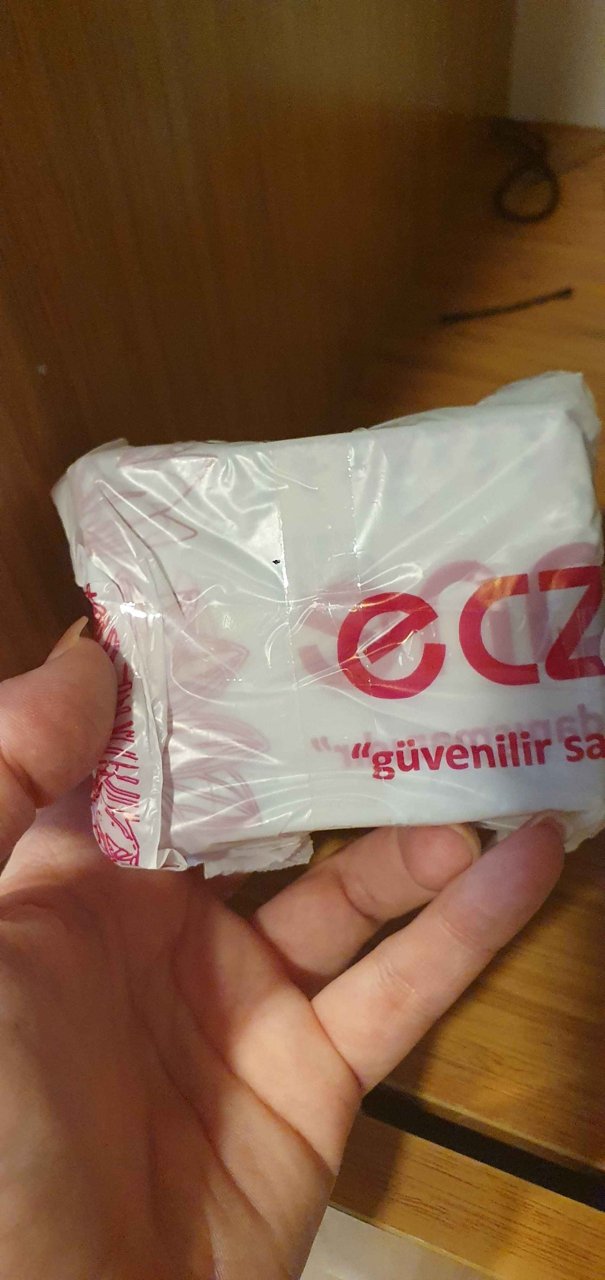 ecz
“güvenilir sa